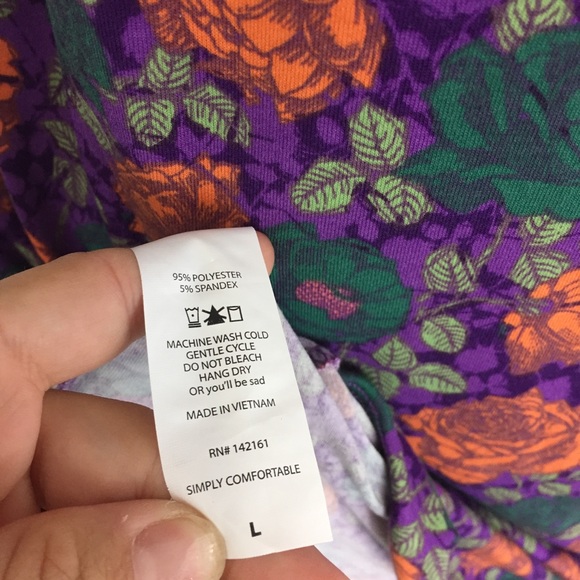 95% POLYESTER
5% SPANDEX
MACHINE WASH COLD
GENTLE CYCLE
DO NOT BLEACH
HANG DRY
OR you'll be sad
MADE IN VIETNAM
RN# 142161
SIMPLY COMFORTABLE
L